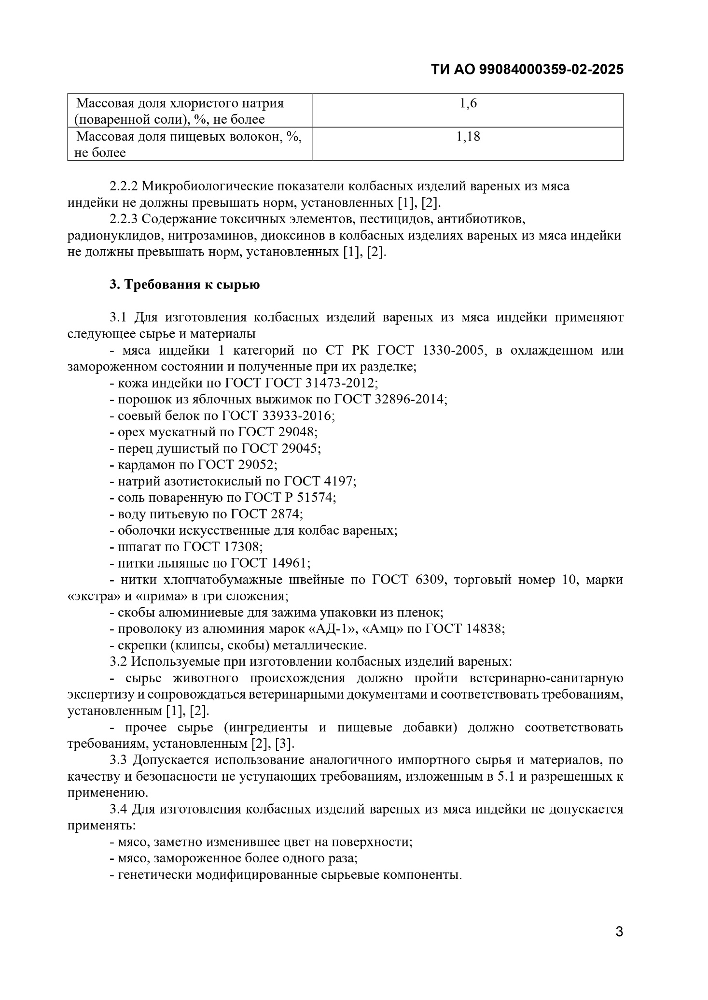 ТИ АО 99084000359-02-2025
Массовая доля хлористого натрия
(поваренной соли), %, не более
1,6
Массовая доля пищевых волокон, %,
не более
1,18
2.2.2 Микробиологические показатели колбасных изделий вареных из мяса
индейки не должны превышать норм, установленных [1], [2].
2.2.3 Содержание токсичных элементов, пестицидов, антибиотиков,
радионуклидов, нитрозаминов, диоксинов в колбасных изделиях вареных из мяса индейки
не должны превышать норм, установленных [1], [2].
3. Требования к сырью
3.1 Для изготовления колбасных изделий вареных из мяса индейки применяют
следующее сырье и материалы
- мяса индейки 1 категорий по СТ РК ГОСТ 1330-2005, в охлажденном или
замороженном состоянии и полученные при их разделке;
- кожа индейки по ГОСТ ГОСТ 31473-2012;
- порошок из яблочных выжимок по ГОСТ 32896-2014;
- соевый белок по ГОСТ 33933-2016;
- орех мускатный по ГОСТ 29048;
- перец душистый по ГОСТ 29045;
- кардамон по ГОСТ 29052;
- натрий азотистокислый по ГОСТ 4197;
- соль поваренную по ГОСТ Р 51574;
- воду питьевую по ГОСТ 2874;
- оболочки искусственные для колбас вареных;
- шпагат по ГОСТ 17308;
- нитки льняные по ГОСТ 14961;
- нитки хлопчатобумажные швейные по ГОСТ 6309, торговый номер 10, марки
«экстра» и «прима» в три сложения;
- скобы алюминиевые для зажима упаковки из пленок;
- проволоку из алюминия марок «АД-1», «Амц» по ГОСТ 14838;
- скрепки (клипсы, скобы) металлические.
3.2 Используемые при изготовлении колбасных изделий вареных:
- сырье животного происхождения должно пройти ветеринарно-санитарную
экспертизу и сопровождаться ветеринарными документами и соответствовать требованиям,
установленным [1], [2].
- прочее сырье (ингредиенты и пищевые добавки) должно соответствовать
требованиям, установленным [2], [3].
3.3 Допускается использование аналогичного импортного сырья и материалов, по
качеству и безопасности не уступающих требованиям, изложенным в 5.1 и разрешенных к
применению.
3.4 Для изготовления колбасных изделий вареных из мяса индейки не допускается
применять:
- мясо, заметно изменившее цвет на поверхности;
- мясо, замороженное более одного раза;
- генетически модифицированные сырьевые компоненты.
3